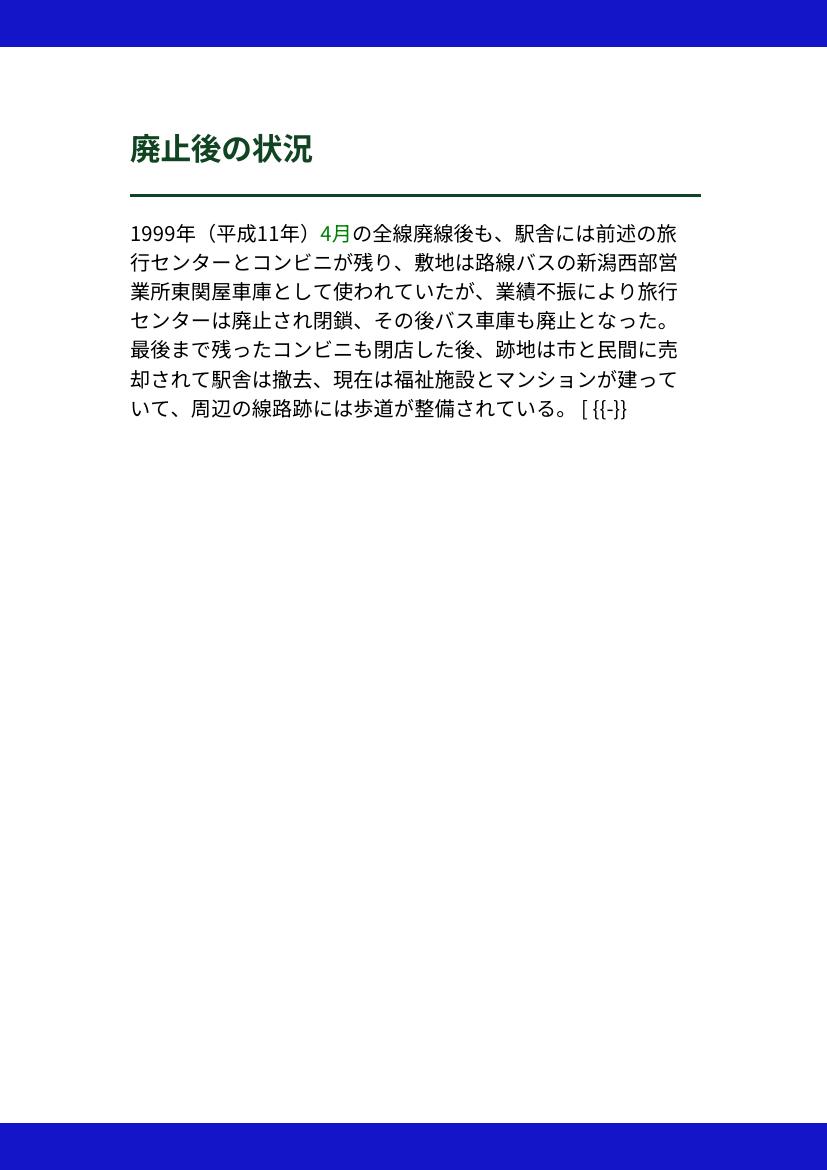 廃止後の状況
1999年（平成11年）4月の全線廃線後も、駅舎には前述の旅
行センターとコンビニが残り、敷地は路線バスの新潟西部営
業所東関屋車庫として使われていたが、業績不振により旅行
センターは廃止され閉鎖、その後バス車庫も廃止となった。
最後まで残ったコンビニも閉店した後、跡地は市と民間に売
却されて駅舎は撤去、現在は福祉施設とマンションが建って
いて、周辺の線路跡には歩道が整備されている。 [ {{-}}